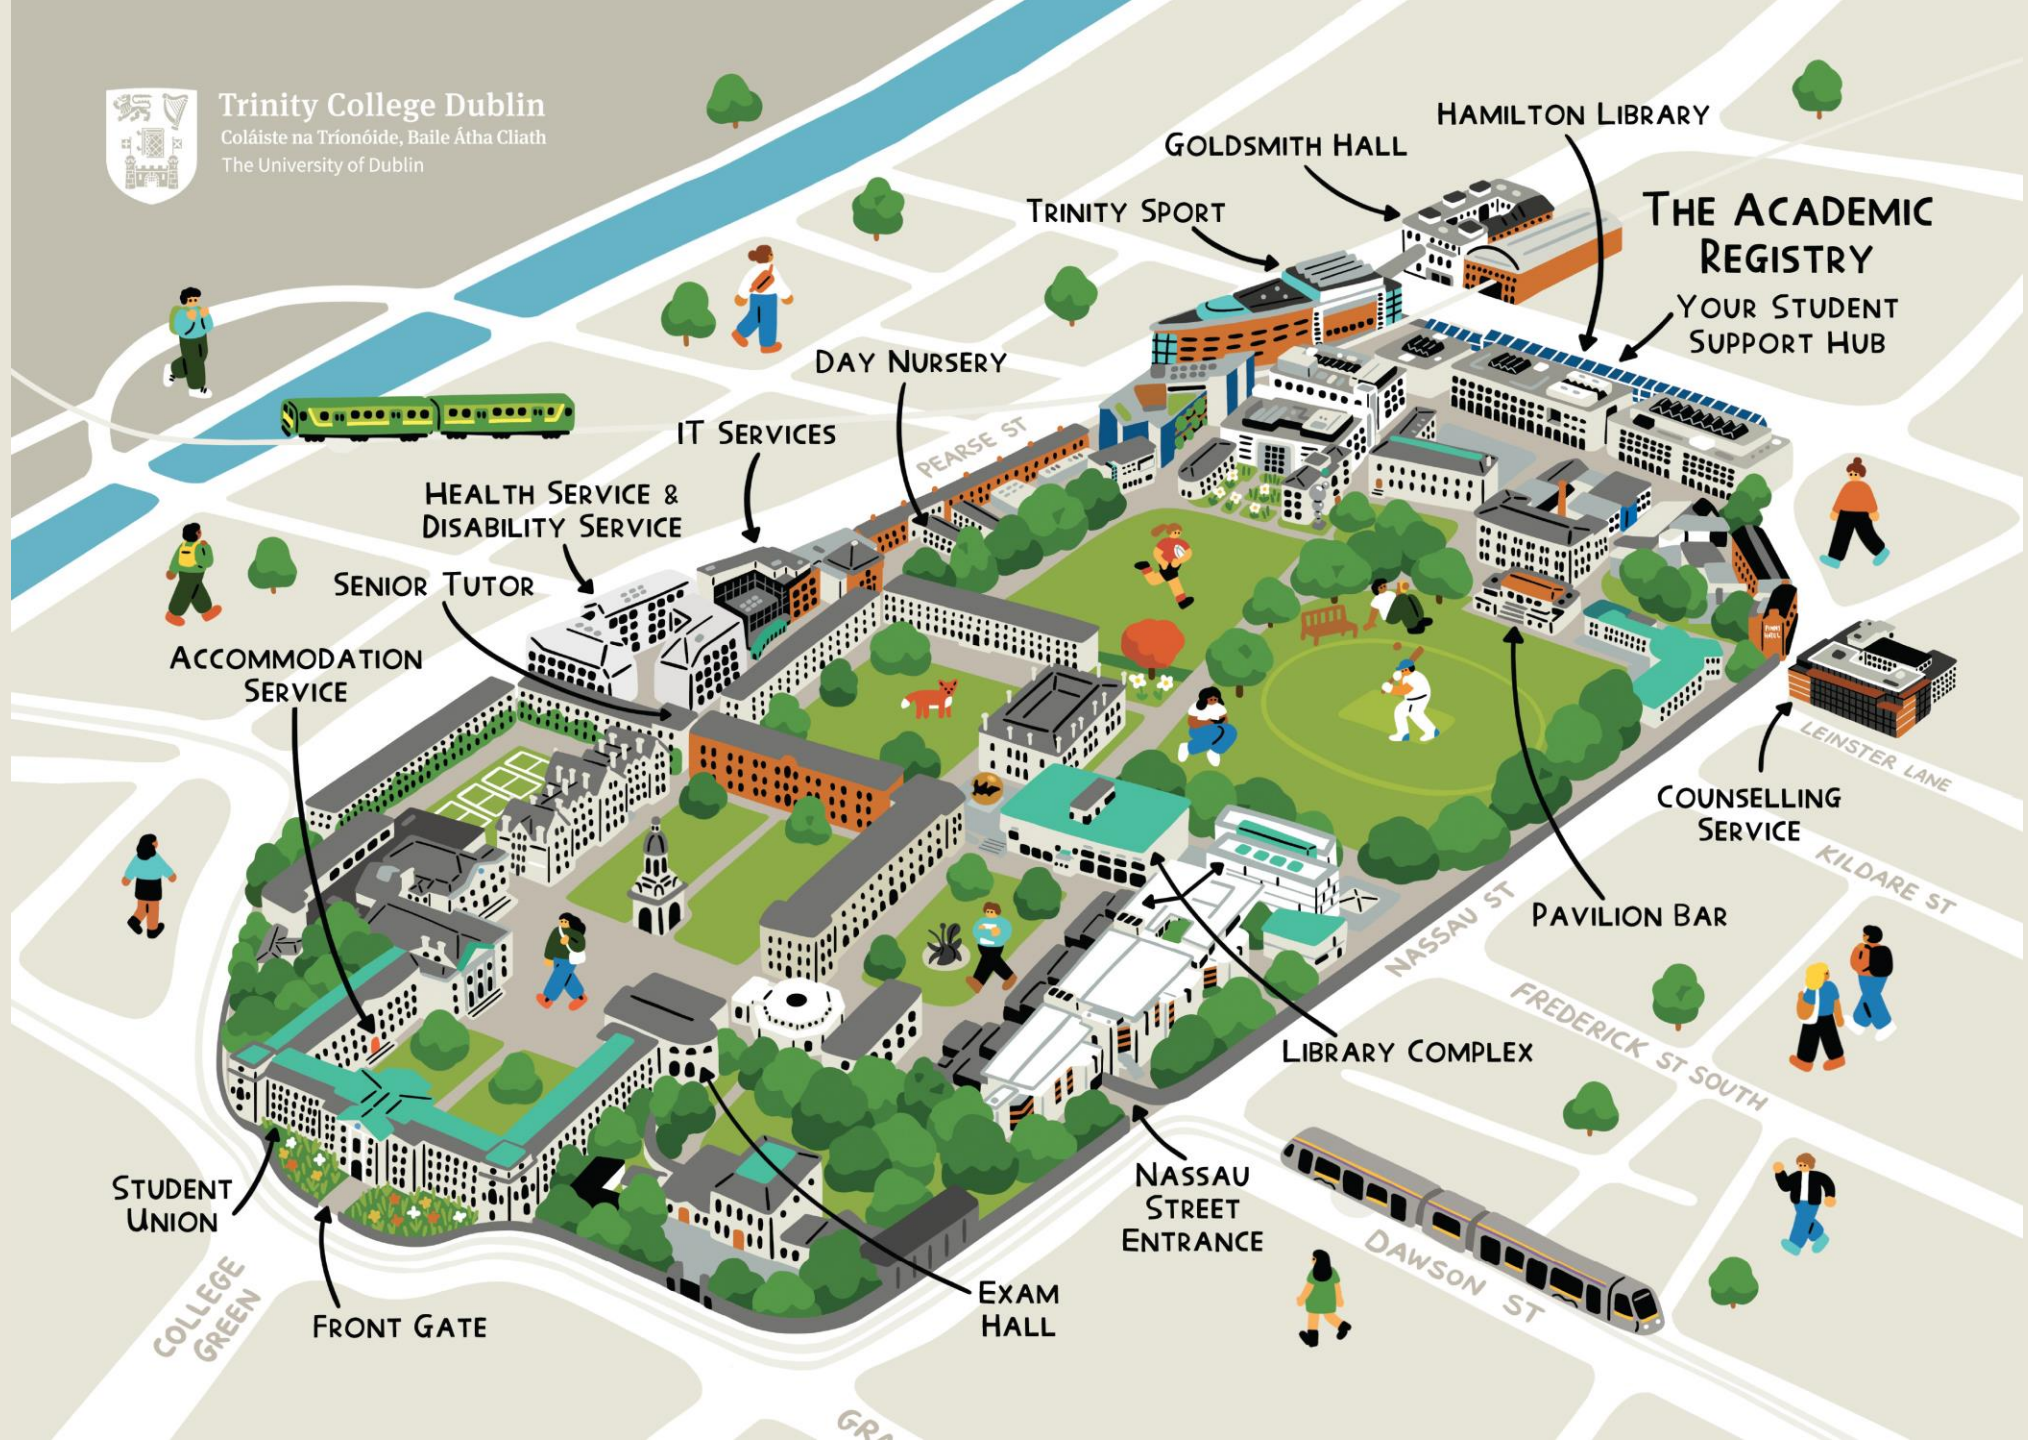 Trinity College Dublin
Coláiste na Tríonóide, Baile Átha Cliath
The University of Dublin
HAMILTON LIBRARY
GOLDSMITH HALL
TRINITY SPORT
THE ACADEMIC
REGISTRY
YOUR STUDENT
SUPPORT HUB
DAY NURSERY
IT SERVICES
PEARSE ST
HEALTH SERVICE &
DISABILITY SERVICE
SENIOR TUTOR
ACCOMMODATION
SERVICE
LEINSTER LANE
COUNSELLING
SERVICE
KILDARE ST
PAVILION BAR
NASSAU ST
FREDERICK ST SOUTH
LIBRARY COMPLEX
STUDENT
UNION
NASSAU
STREET
ENTRANCE
DAWSON ST
COLLEGE
GREEN
FRONT GATE
EXAM
HALL
GRA